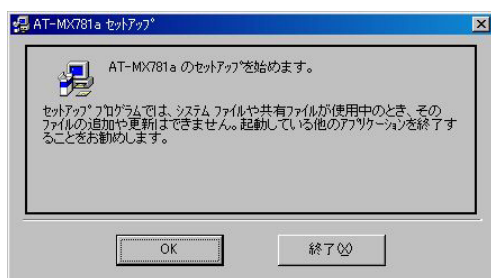 AT-MX781a ｾｯﾄｱｯﾌﾟ
AT-MX781a のｾｯﾄｱｯﾌﾟを始めます。
ｾｯﾄｱｯﾌﾟ ﾌﾟﾛｸﾞﾗﾑでは、ｼｽﾃﾑ ﾌｧｲﾙや共有ﾌｧｲﾙが使用中のとき、その
ﾌｧｲﾙの追加や更新はできません。起動している他のｱﾌﾟﾘｹｰｼｮﾝを終了す
ることをお勧めします。
OK
終了(X)